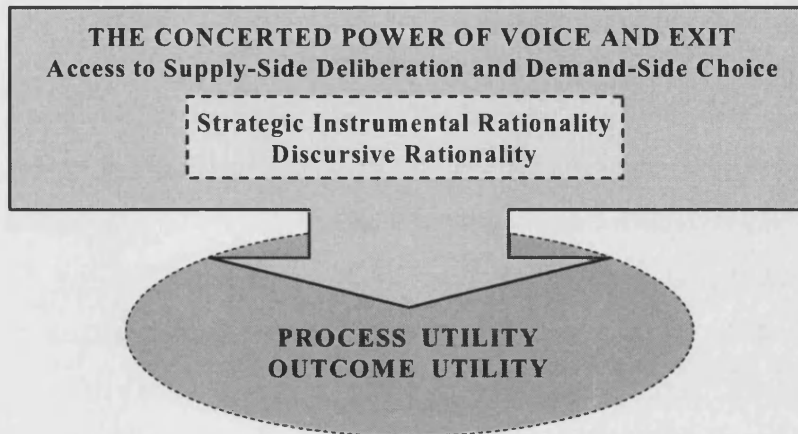 THE CONCERTED POWER OF VOICE AND EXIT
Access to Supply-Side Deliberation and Demand-Side Choice
Strategic Instrumental Rationality
Discursive Rationality
PROCESS UTILITY
OUTCOME UTILITY